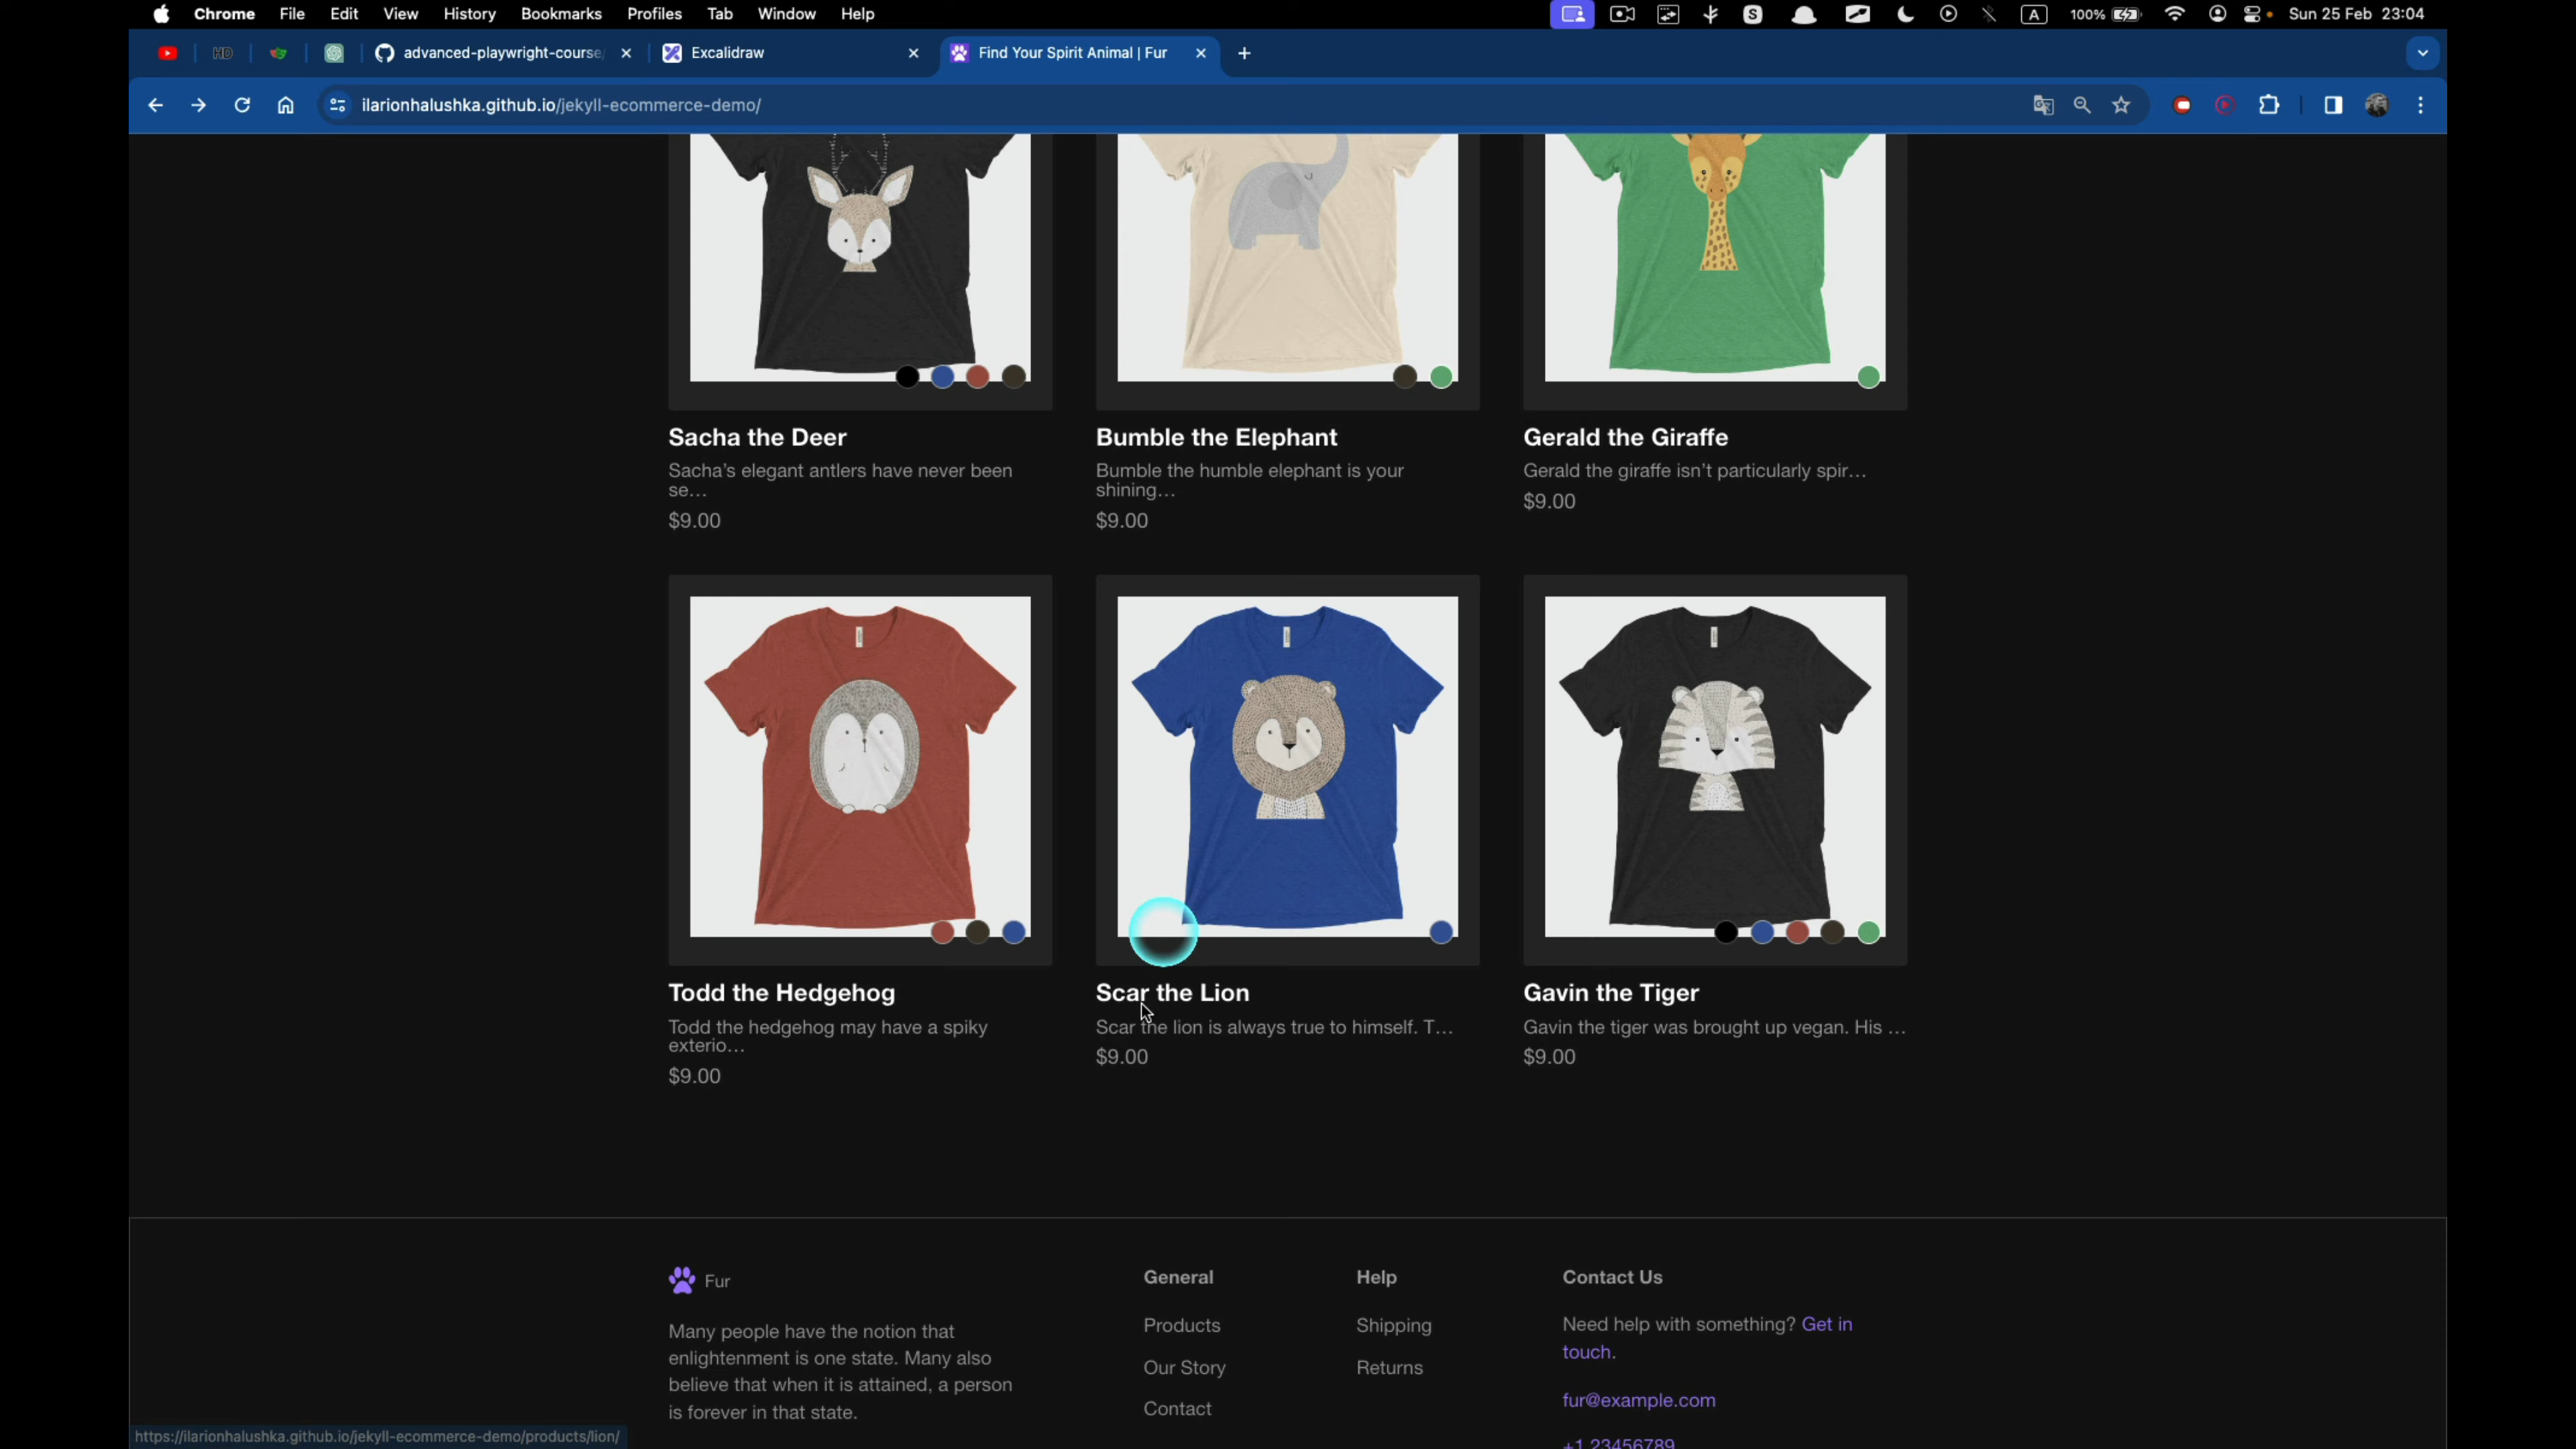 Chrome File Edit View History Bookmarks Profiles Tab Window Help
S A 100% Sun 25 Feb 23:04
HD advanced-playwright-course/ Excalidraw Find Your Spirit Animal | Fur
ilarionhalushka.github.io/jekyll-ecommerce-demo/
Sacha the Deer
Sacha’s elegant antlers have never been
se…
$9.00
Bumble the Elephant
Bumble the humble elephant is your
shining…
$9.00
Gerald the Giraffe
Gerald the giraffe isn’t particularly spir…
$9.00
Todd the Hedgehog
Todd the hedgehog may have a spiky
exterio…
$9.00
Scar the Lion
Scar the lion is always true to himself. T…
$9.00
Gavin the Tiger
Gavin the tiger was brought up vegan. His …
$9.00
Fur
Many people have the notion that
enlightenment is one state. Many also
believe that when it is attained, a person
is forever in that state.
General
Products
Our Story
Contact
Help
Shipping
Returns
Contact Us
Need help with something? Get in
touch.
fur@example.com
+1 23456789
https://ilarionhalushka.github.io/jekyll-ecommerce-demo/products/lion/